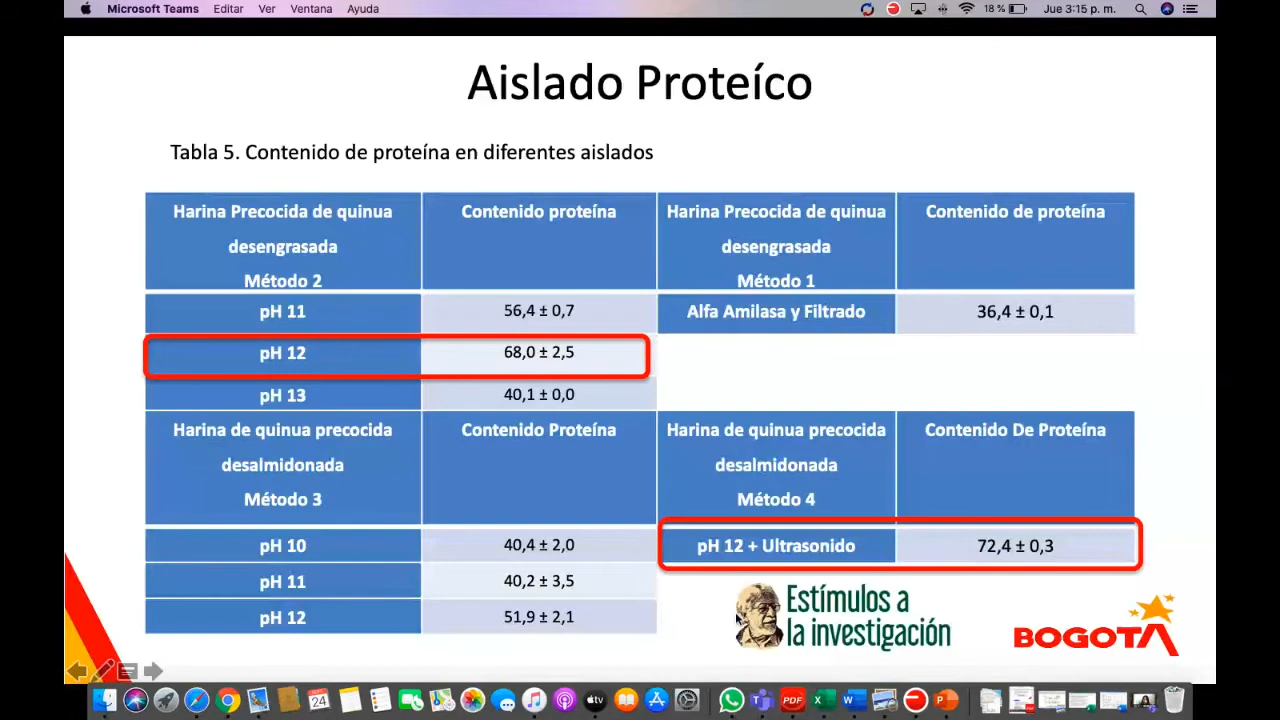 Microsoft Teams Editar Ver Ventana Ayuda 18 % Jue 3:15 p. m.
Aislado Proteíco
Tabla 5. Contenido de proteína en diferentes aislados
Harina Precocida de quinua desengrasada Método 2
Contenido proteína
Harina Precocida de quinua desengrasada Método 1
Contenido de proteína
pH 11 56,4 ± 0,7 Alfa Amilasa y Filtrado 36,4 ± 0,1
pH 12 68,0 ± 2,5
pH 13 40,1 ± 0,0
Harina de quinua precocida desalmidonada Método 3
Contenido Proteína
Harina de quinua precocida desalmidonada Método 4
Contenido De Proteína
pH 10 40,4 ± 2,0 pH 12 + Ultrasonido 72,4 ± 0,3
pH 11 40,2 ± 3,5
pH 12 51,9 ± 2,1
Estímulos a
la investigación
BOGOTA
24
PDF